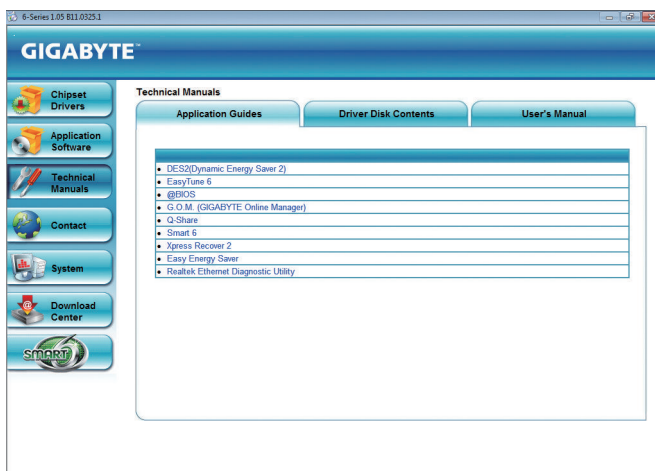 6-Series 1.05 B11.0325.1
GIGABYTE™
Chipset
Drivers
Application
Software
Technical
Manuals
Contact
System
Download
Center
SMART6
Technical Manuals
Application Guides
Driver Disk Contents
User's Manual
• DES2(Dynamic Energy Saver 2)
• EasyTune 6
• @BIOS
• G.O.M. (GIGABYTE Online Manager)
• Q-Share
• Smart 6
• Xpress Recover 2
• Easy Energy Saver
• Realtek Ethernet Diagnostic Utility